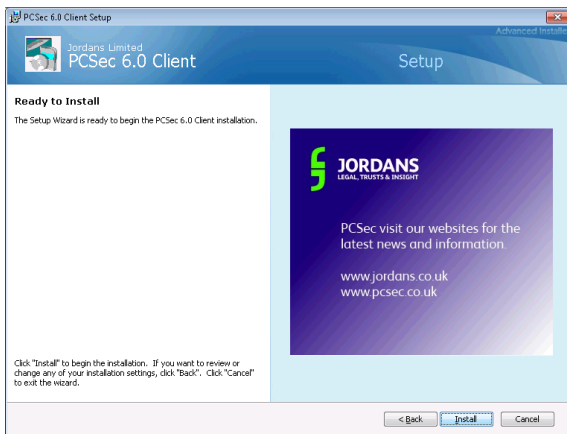 PCSec 6.0 Client Setup
Advanced Installer
Jordans Limited
PCSec 6.0 Client
Setup
Ready to Install
The Setup Wizard is ready to begin the PCSec 6.0 Client installation.
JORDANS
LEGAL, TRUSTS & INSIGHT
PCSec visit our websites for the
latest news and information.
www.jordans.co.uk
www.pcsec.co.uk
Click "Install" to begin the installation. If you want to review or
change any of your installation settings, click "Back". Click "Cancel"
to exit the wizard.
< Back
Install
Cancel